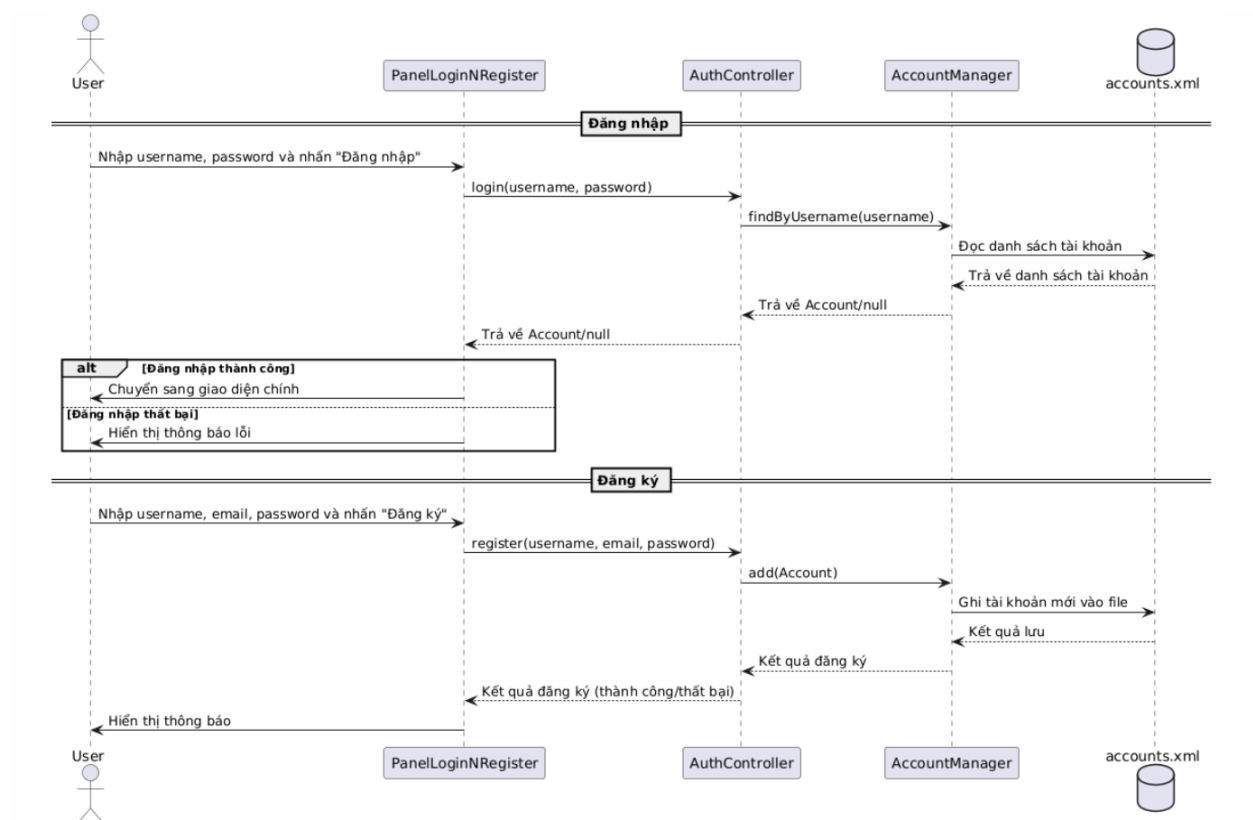 User
PanelLoginNRegister
AuthController
AccountManager
accounts.xml
Đăng nhập
Nhập username, password và nhấn "Đăng nhập"
login(username, password)
findByUsername(username)
Đọc danh sách tài khoản
Trả về danh sách tài khoản
Trả về Account/null
Trả về Account/null
alt [Đăng nhập thành công]
Chuyển sang giao diện chính
[Đăng nhập thất bại]
Hiển thị thông báo lỗi
Đăng ký
Nhập username, email, password và nhấn "Đăng ký"
register(username, email, password)
add(Account)
Ghi tài khoản mới vào file
Kết quả lưu
Kết quả đăng ký
Kết quả đăng ký (thành công/thất bại)
Hiển thị thông báo
User
PanelLoginNRegister
AuthController
AccountManager
accounts.xml